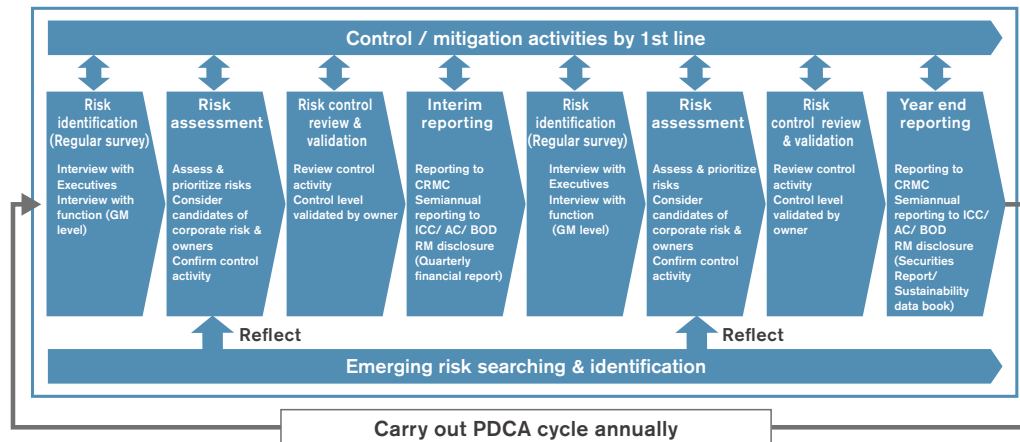 Control / mitigation activities by 1st line
Risk
identification
(Regular survey)
Interview with
Executives
Interview with
function (GM
level)
Risk
assessment
Assess &
prioritize risks
Consider
candidates of
corporate risk &
owners
Confirm control
activity
Risk control
review &
validation
Review control
activity
Control level
validated by owner
Interim
reporting
Reporting to
CRMC
Semiannual
reporting to
ICC/ AC/ BOD
RM disclosure
(Quarterly
financial report)
Risk
identification
(Regular survey)
Interview with
Executives
Interview with
function
(GM level)
Risk
assessment
Assess & prioritize
risks
Consider
candidates of
corporate risk &
owners
Confirm control
activity
Risk
control review
& validation
Review control
activity
Control level
validated by
owner
Year end
reporting
Reporting to
CRMC
Semiannual
reporting to ICC/
AC/ BOD
RM disclosure
(Securities
Report/
Sustainability
data book)
Reflect
Reflect
Emerging risk searching & identification
Carry out PDCA cycle annually